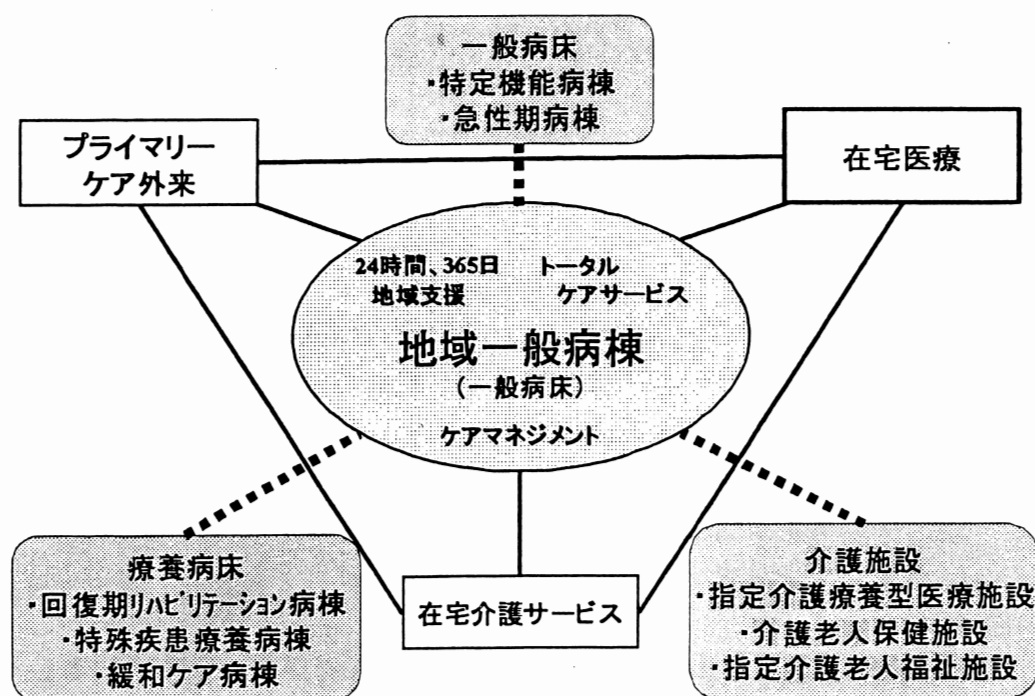 一般病床
・特定機能病棟
・急性期病棟
プライマリー
ケア外来
在宅医療
24時間、365日
地域支援
トータル
ケアサービス
地域一般病棟
(一般病床)
ケアマネジメント
療養病床
・回復期リハビリテーション病棟
・特殊疾患療養病棟
・緩和ケア病棟
在宅介護サービス
介護施設
・指定介護療養型医療施設
・介護老人保健施設
・指定介護老人福祉施設